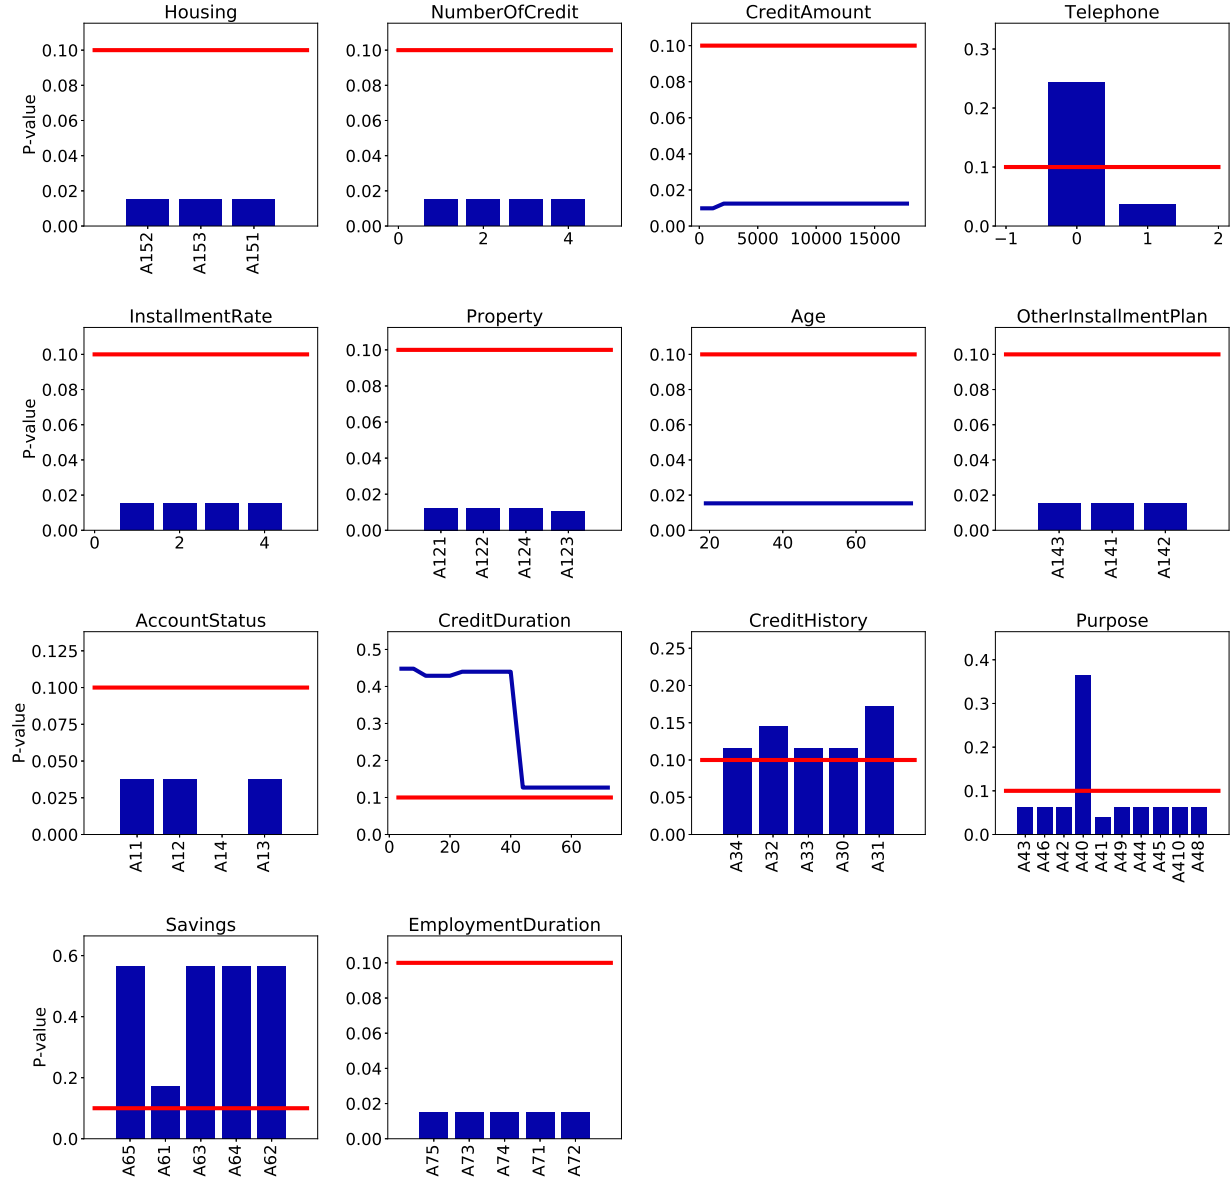 Housing
NumberOfCredit
CreditAmount
Telephone
P-value
0.10
0.08
0.06
0.04
0.02
0.00
A152 A153 A151
0.10
0.08
0.06
0.04
0.02
0.00
0 2 4
0.10
0.08
0.06
0.04
0.02
0.00
0 5000 10000 15000
0.3
0.2
0.1
0.0
−1 0 1 2
InstallmentRate
Property
Age
OtherInstallmentPlan
P-value
0.10
0.08
0.06
0.04
0.02
0.00
0 2 4
0.10
0.08
0.06
0.04
0.02
0.00
A121 A122 A124 A123
0.10
0.08
0.06
0.04
0.02
0.00
20 40 60
0.10
0.08
0.06
0.04
0.02
0.00
A143 A141 A142
AccountStatus
CreditDuration
CreditHistory
Purpose
P-value
0.125
0.100
0.075
0.050
0.025
0.000
A11 A12 A14 A13
0.5
0.4
0.3
0.2
0.1
0.0
0 20 40 60
0.25
0.20
0.15
0.10
0.05
0.00
A34 A32 A33 A30 A31
0.4
0.3
0.2
0.1
0.0
A43 A46 A42 A40 A41 A49 A44 A45 A410 A48
Savings
EmploymentDuration
P-value
0.6
0.4
0.2
0.0
A65 A61 A63 A64 A62
0.10
0.08
0.06
0.04
0.02
0.00
A75 A73 A74 A71 A72